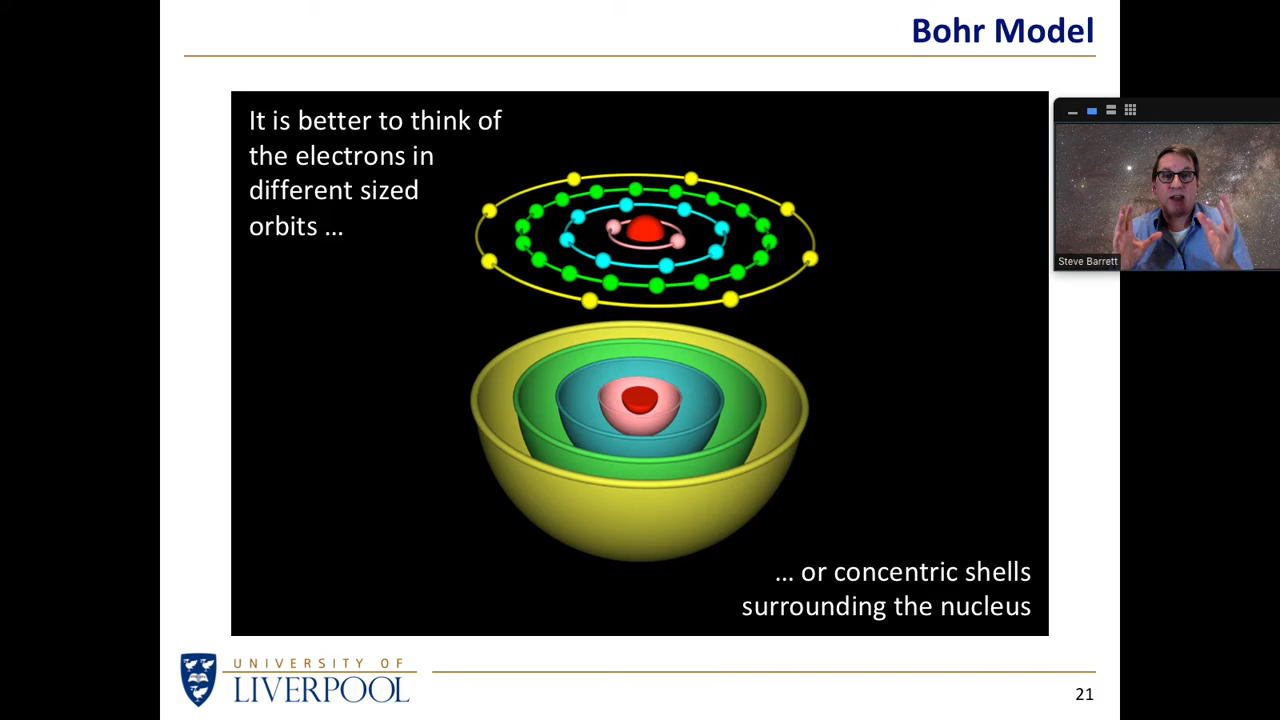 Bohr Model
It is better to think of
the electrons in
different sized
orbits ...
... or concentric shells
surrounding the nucleus
Steve Barrett
UNIVERSITY OF
LIVERPOOL
21